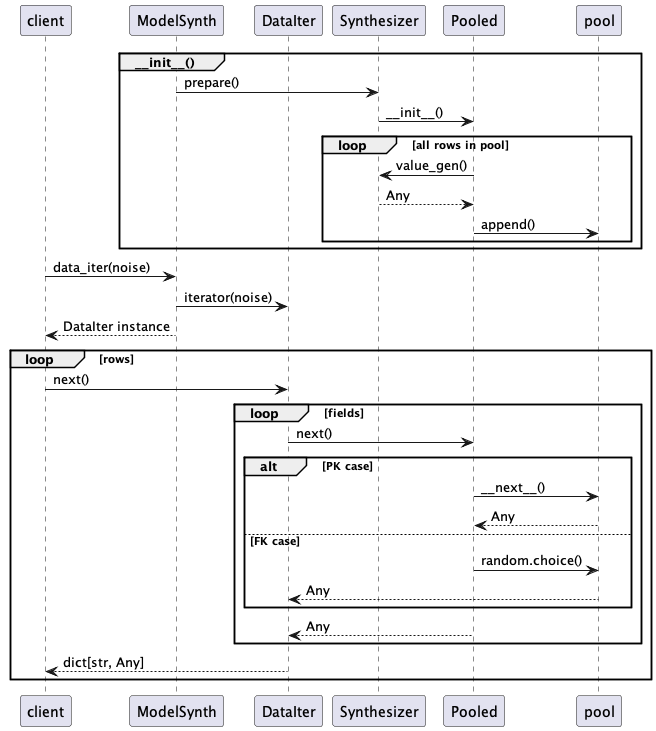 client ModelSynth DataIter Synthesizer Pooled pool
__init__()
prepare()
__init__()
loop [all rows in pool]
value_gen()
Any
append()
data_iter(noise)
iterator(noise)
DataIter instance
loop [rows]
next()
loop [fields]
next()
alt [PK case]
__next__()
Any
[FK case]
random.choice()
Any
Any
dict[str, Any]
client ModelSynth DataIter Synthesizer Pooled pool